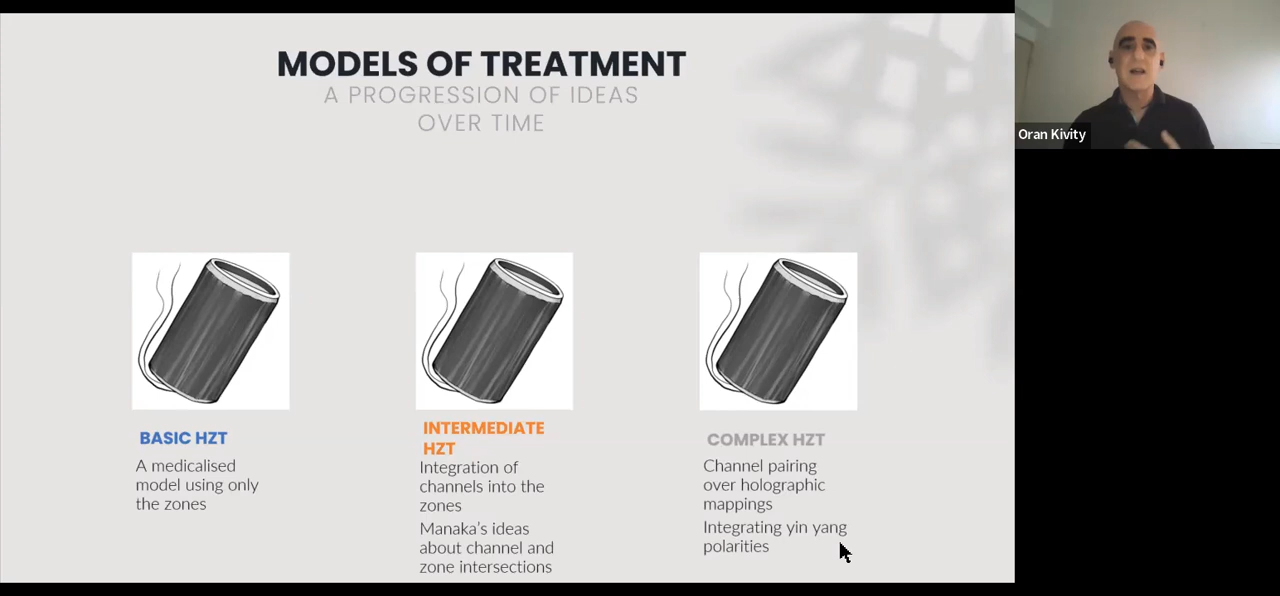 MODELS OF TREATMENT
A PROGRESSION OF IDEAS
OVER TIME
Oran Kivity
BASIC HZT
A medicalised
model using only
the zones
INTERMEDIATE
HZT
Integration of
channels into the
zones
Manaka's ideas
about channel and
zone intersections
COMPLEX HZT
Channel pairing
over holographic
mappings
Integrating yin yang
polarities